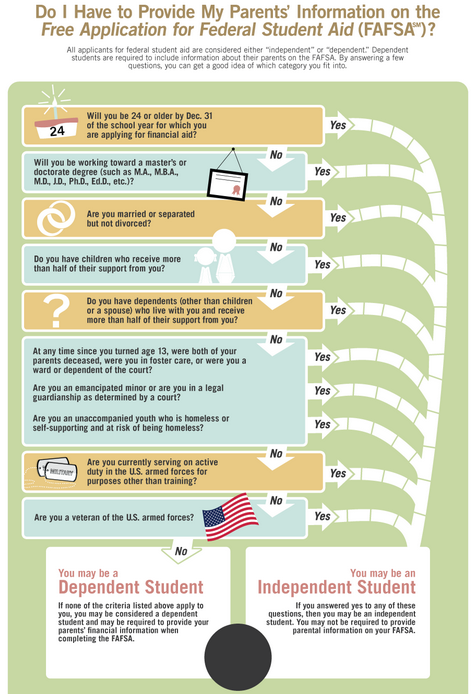 Do I Have to Provide My Parents' Information on the
Free Application for Federal Student Aid (FAFSA℠)?
All applicants for federal student aid are considered either “independent” or “dependent.” Dependent
students are required to include information about their parents on the FAFSA. By answering a few
questions, you can get a good idea of which category you fit into.
24
Will you be 24 or older by Dec. 31
of the school year for which you
are applying for financial aid?
Yes
No
Will you be working toward a master's or
doctorate degree (such as M.A., M.B.A.,
M.D., J.D., Ph.D., Ed.D., etc.)?
Yes
No
Are you married or separated
but not divorced?
Yes
No
Do you have children who receive more
than half of their support from you?
Yes
No
?
Do you have dependents (other than children
or a spouse) who live with you and receive
more than half of their support from you?
Yes
No
At any time since you turned age 13, were both of your
parents deceased, were you in foster care, or were you a
ward or dependent of the court?
Yes
Are you an emancipated minor or are you in a legal
guardianship as determined by a court?
Yes
Are you an unaccompanied youth who is homeless or
self-supporting and at risk of being homeless?
Yes
No
MILITARY
Are you currently serving on active
duty in the U.S. armed forces for
purposes other than training?
Yes
No
Are you a veteran of the U.S. armed forces?
Yes
No
You may be a
Dependent Student
If none of the criteria listed above apply to
you, you may be considered a dependent
student and may be required to provide your
parents' financial information when
completing the FAFSA.
You may be an
Independent Student
If you answered yes to any of these
questions, then you may be an independent
student. You may not be required to provide
parental information on your FAFSA.